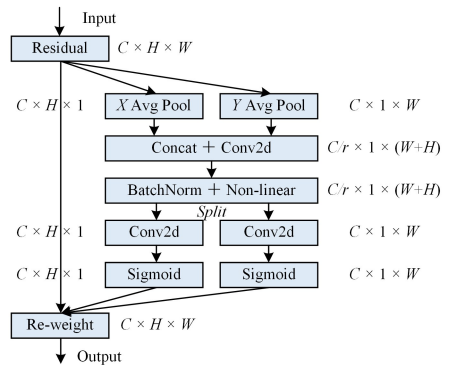 Input
Residual C × H × W
C × H × 1 X Avg Pool Y Avg Pool C × 1 × W
Concat + Conv2d C/r × 1 × (W+H)
BatchNorm + Non-linear C/r × 1 × (W+H)
Split
C × H × 1 Conv2d Conv2d C × 1 × W
C × H × 1 Sigmoid Sigmoid C × 1 × W
Re-weight C × H × W
Output